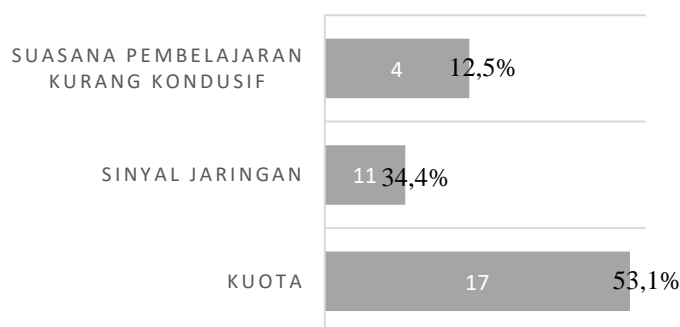 SUASANA PEMBELAJARAN
KURANG KONDUSIF
4 12,5%
SINYAL JARINGAN
11 34,4%
KUOTA
17 53,1%